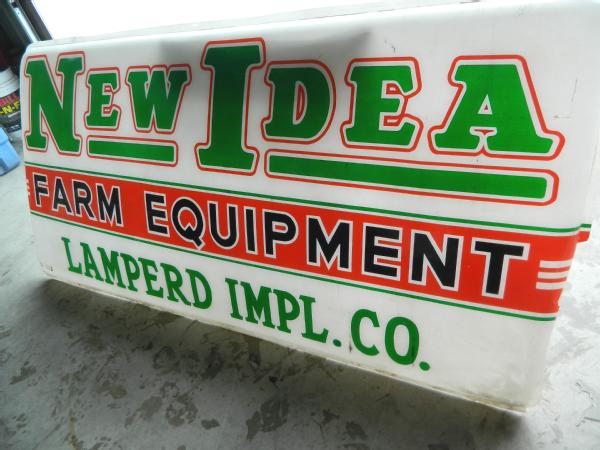 NEW IDEA
FARM EQUIPMENT
LAMPERD IMPL. CO.